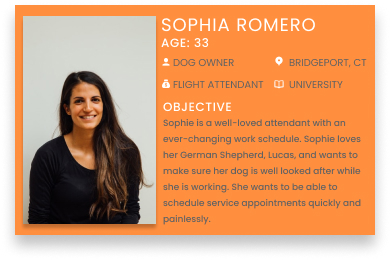 SOPHIA ROMERO
AGE: 33
DOG OWNER
BRIDGEPORT, CT
FLIGHT ATTENDANT
UNIVERSITY
OBJECTIVE
Sophie is a well-loved attendant with an
ever-changing work schedule. Sophie loves
her German Shepherd, Lucas, and wants to
make sure her dog is well looked after while
she is working. She wants to be able to
schedule service appointments quickly and
painlessly.